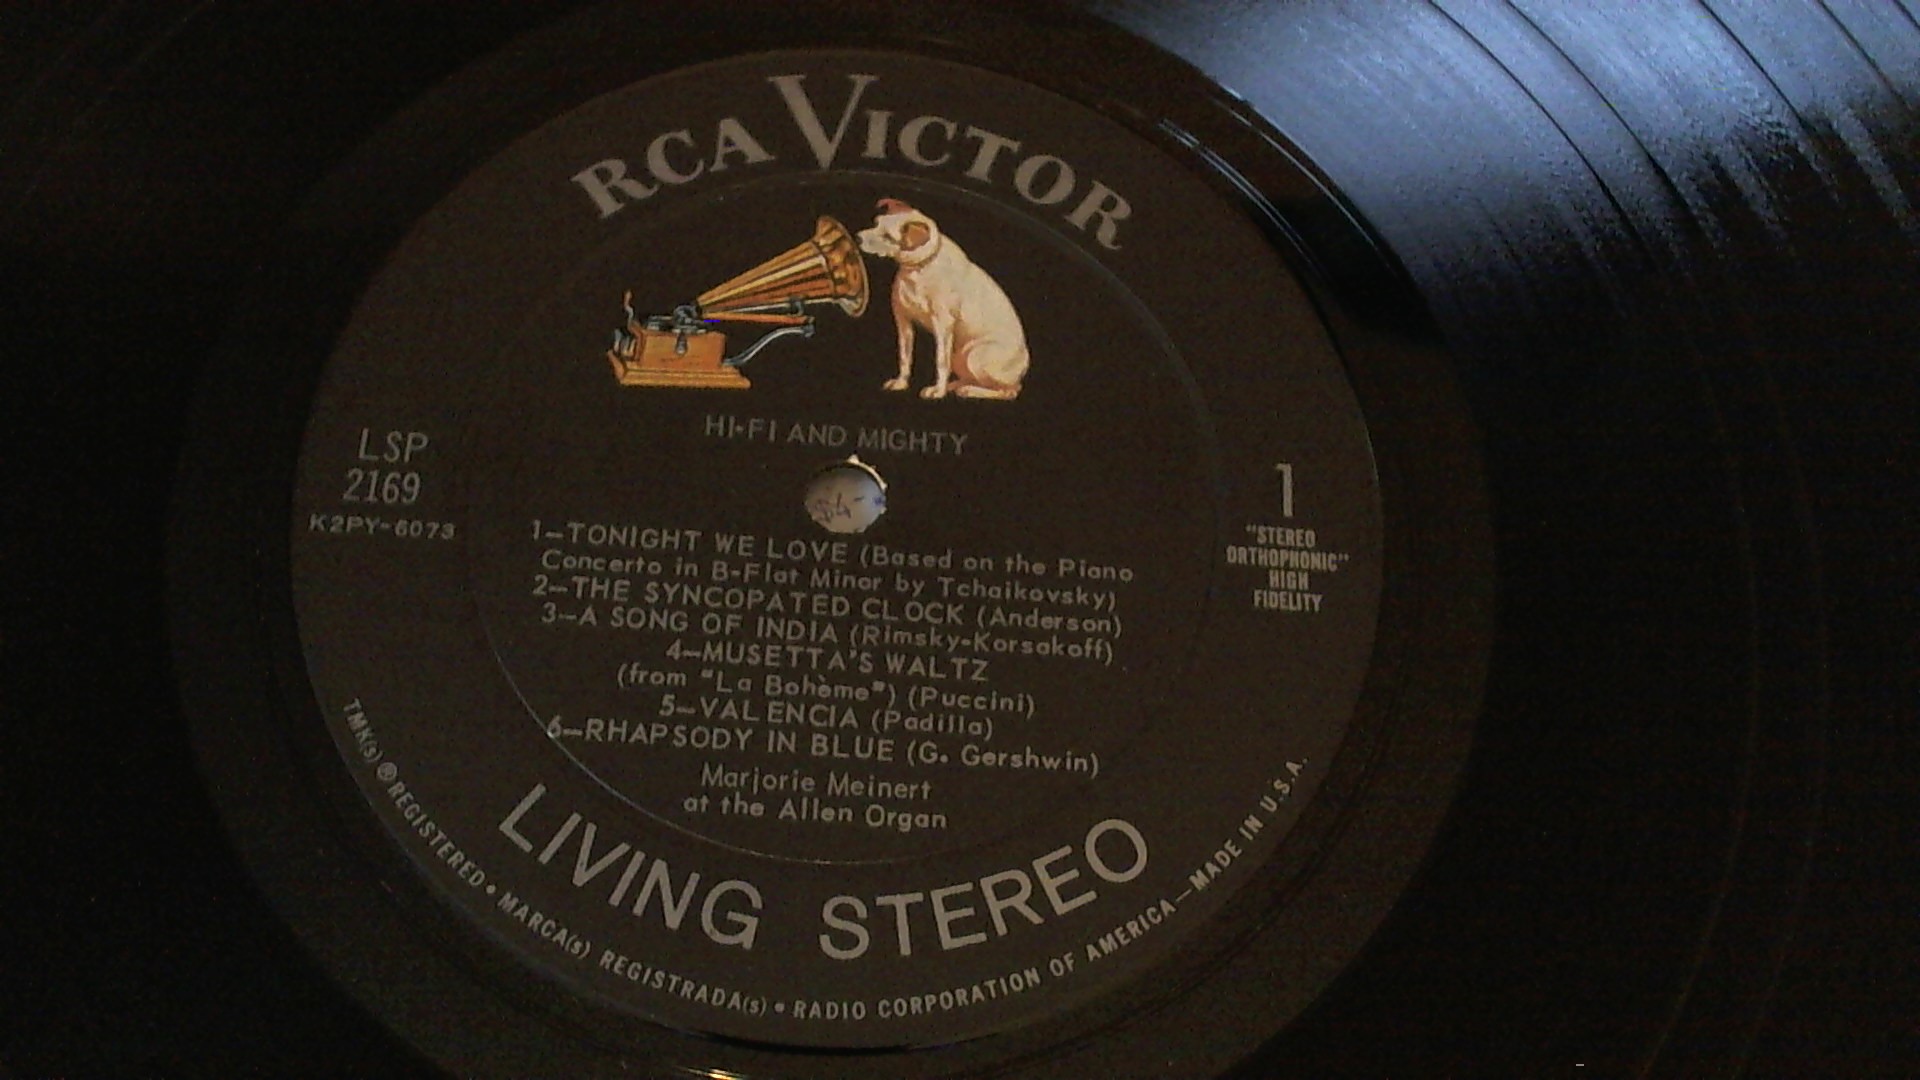 RCA VICTOR
HI-FI AND MIGHTY
LSP
2169
K2PY-6073
1
"STEREO
ORTHOPHONIC"
HIGH
FIDELITY
1—TONIGHT WE LOVE (Based on the Piano
Concerto in B-Flat Minor by Tchaikovsky)
2—THE SYNCOPATED CLOCK (Anderson)
3—A SONG OF INDIA (Rimsky-Korsakoff)
4—MUSETTA'S WALTZ
(from "La Bohème") (Puccini)
5—VALENCIA (Padilla)
6—RHAPSODY IN BLUE (G. Gershwin)
Marjorie Meinert
at the Allen Organ
LIVING STEREO
TMK(s) ® REGISTERED • MARCA(s) REGISTRADA(s) • RADIO CORPORATION OF AMERICA—MADE IN U.S.A.